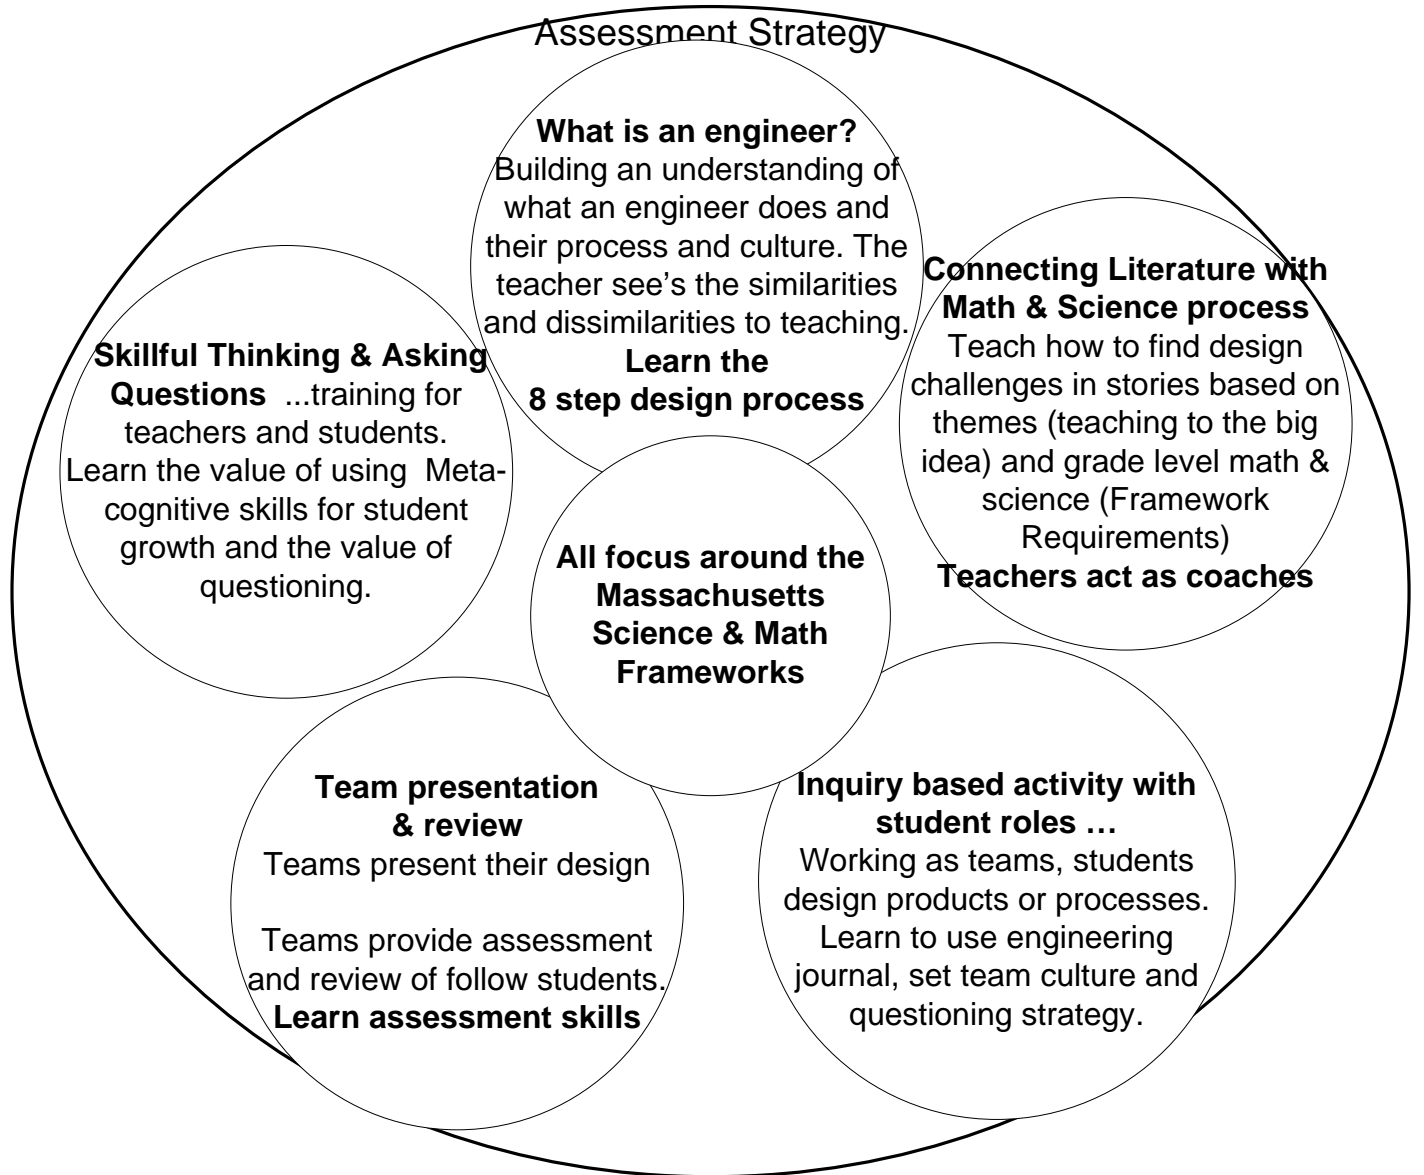 Assessment Strategy
What is an engineer?
Building an understanding of
what an engineer does and
their process and culture. The
teacher see's the similarities
and dissimilarities to teaching.
Learn the
8 step design process
Connecting Literature with
Math & Science process
Teach how to find design
challenges in stories based on
themes (teaching to the big
idea) and grade level math &
science (Framework
Requirements)
Teachers act as coaches
Skillful Thinking & Asking
Questions ...training for
teachers and students.
Learn the value of using Meta-
cognitive skills for student
growth and the value of
questioning.
All focus around the
Massachusetts
Science & Math
Frameworks
Team presentation
& review
Teams present their design
Teams provide assessment
and review of follow students.
Learn assessment skills
Inquiry based activity with
student roles …
Working as teams, students
design products or processes.
Learn to use engineering
journal, set team culture and
questioning strategy.